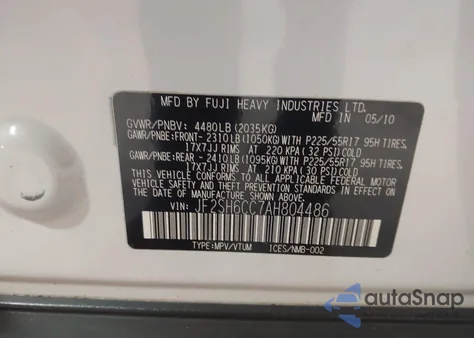 MFD BY FUJI HEAVY INDUSTRIES LTD.
MFD IN 05/10
GVWR/PNBV: 4480LB (2035KG)
GAWR/PNBE:FRONT- 2310LB (1050KG) WITH P225/55R17 95H TIRES,
17x7JJ RIMS AT 220 KPA (32 PSI) COLD
GAWR/PNBE:REAR - 2410LB (1095KG) WITH P225/55R17 95H TIRES,
17x7JJ RIMS AT 210 KPA (30 PSI) COLD
THIS VEHICLE CONFORMS TO ALL APPLICABLE FEDERAL MOTOR
VEHICLE SAFETY STANDARDS IN EFFECT ON
THE DATE OF MANUFACTURE SHOWN ABOVE.
VIN: JF2SH6CC7AH804486
TYPE:MPV/VTUM ICES/NMB-002
autoSnap